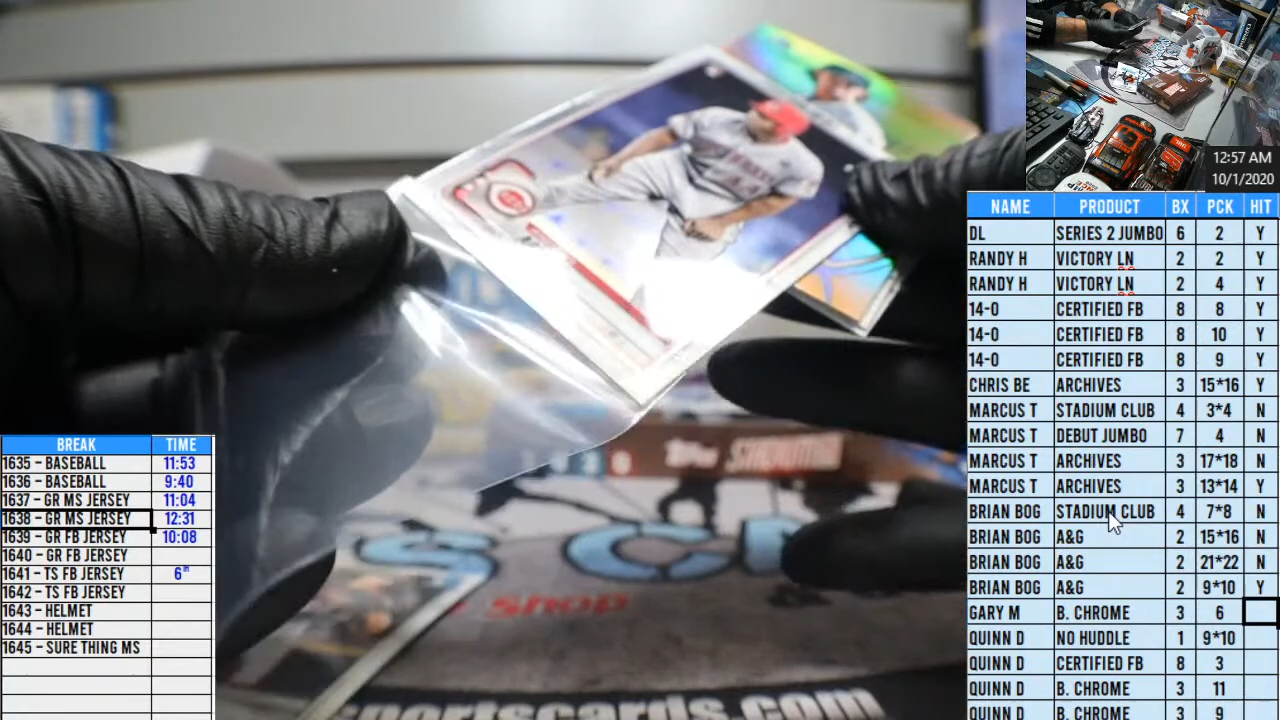 12:57 AM
10/1/2020
NAME PRODUCT BX PCK HIT
DL SERIES 2 JUMBO 6 2 Y
RANDY H VICTORY LN 2 2 Y
RANDY H VICTORY LN 2 4 Y
14-0 CERTIFIED FB 8 8 Y
14-0 CERTIFIED FB 8 10 Y
14-0 CERTIFIED FB 8 9 Y
CHRIS BE ARCHIVES 3 15*16 Y
MARCUS T STADIUM CLUB 4 3*4 N
MARCUS T DEBUT JUMBO 7 4 N
MARCUS T ARCHIVES 3 17*18 N
MARCUS T ARCHIVES 3 13*14 Y
BRIAN BOG STADIUM CLUB 4 7*8 N
BRIAN BOG A&G 2 15*16 N
BRIAN BOG A&G 2 21*22 N
BRIAN BOG A&G 2 9*10 Y
GARY M B. CHROME 3 6
QUINN D NO HUDDLE 1 9*10
QUINN D CERTIFIED FB 8 3
QUINN D B. CHROME 3 11
QUINN D B. CHROME 3 9
BREAK TIME
1635 – BASEBALL 11:53
1636 – BASEBALL 9:40
1637 – GR MS JERSEY 11:04
1638 – GR MS JERSEY 12:31
1639 – GR FB JERSEY 10:08
1640 – GR FB JERSEY
1641 – TS FB JERSEY 6TH
1642 – TS FB JERSEY
1643 – HELMET
1644 – HELMET
1645 – SURE THING MS
topps
S C
Shop
sportscards.com